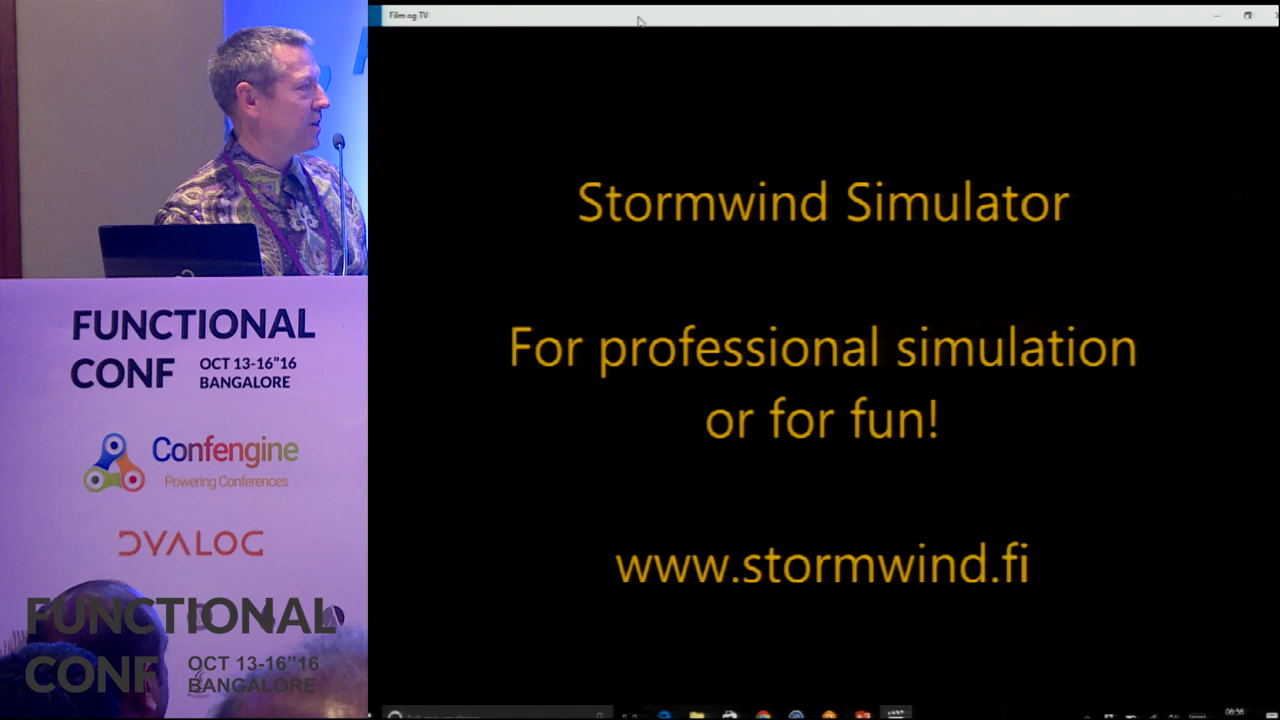 Film og TV
Stormwind Simulator
For professional simulation
or for fun!
www.stormwind.fi
FUNCTIONAL
CONF
OCT 13-16"16
BANGALORE
Confengine
Powering Conferences
DYALOG
FUNCTIONAL
CONF
OCT 13-16"16
BANGALORE